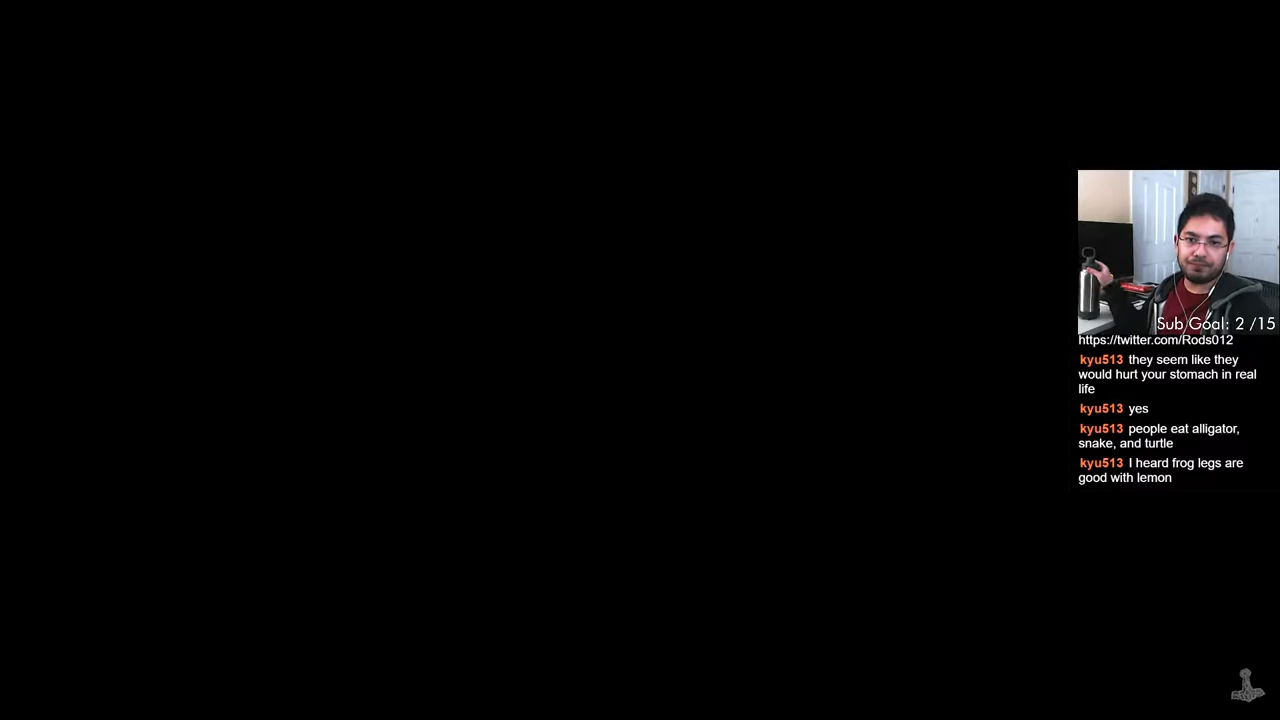 Sub Goal: 2 /15
https://twitter.com/Rods012
kyu513 they seem like they
would hurt your stomach in real
life
kyu513 yes
kyu513 people eat alligator,
snake, and turtle
kyu513 I heard frog legs are
good with lemon